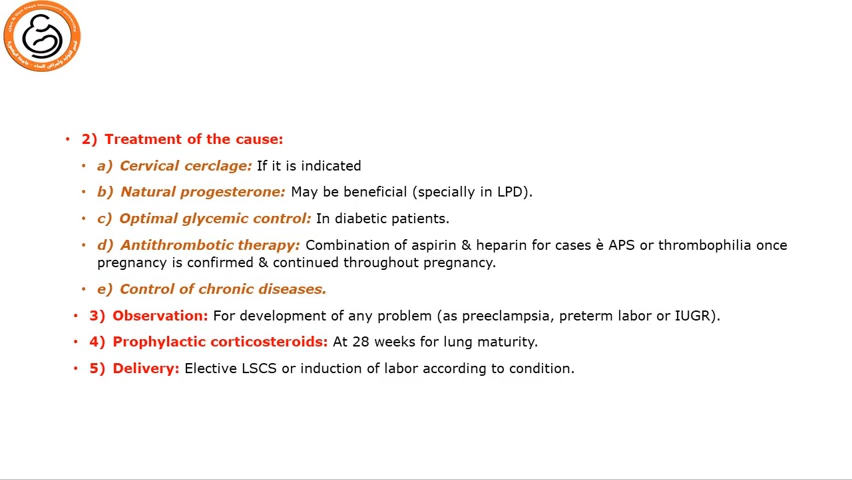 • 2) Treatment of the cause:
• a) Cervical cerclage: If it is indicated
• b) Natural progesterone: May be beneficial (specially in LPD).
• c) Optimal glycemic control: In diabetic patients.
• d) Antithrombotic therapy: Combination of aspirin & heparin for cases è APS or thrombophilia once
pregnancy is confirmed & continued throughout pregnancy.
• e) Control of chronic diseases.
• 3) Observation: For development of any problem (as preeclampsia, preterm labor or IUGR).
• 4) Prophylactic corticosteroids: At 28 weeks for lung maturity.
• 5) Delivery: Elective LSCS or induction of labor according to condition.